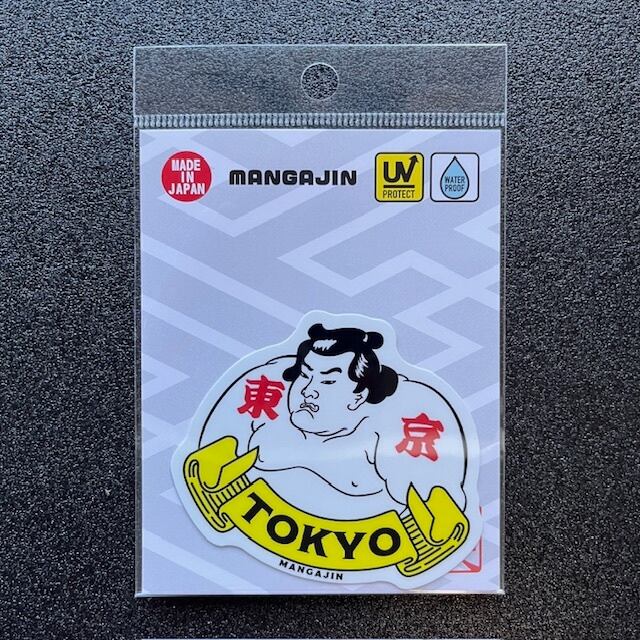 MADE
IN
JAPAN
MANGAJIN
UV
PROTECT
WATER
PROOF
東京
TOKYO
MANGAJIN